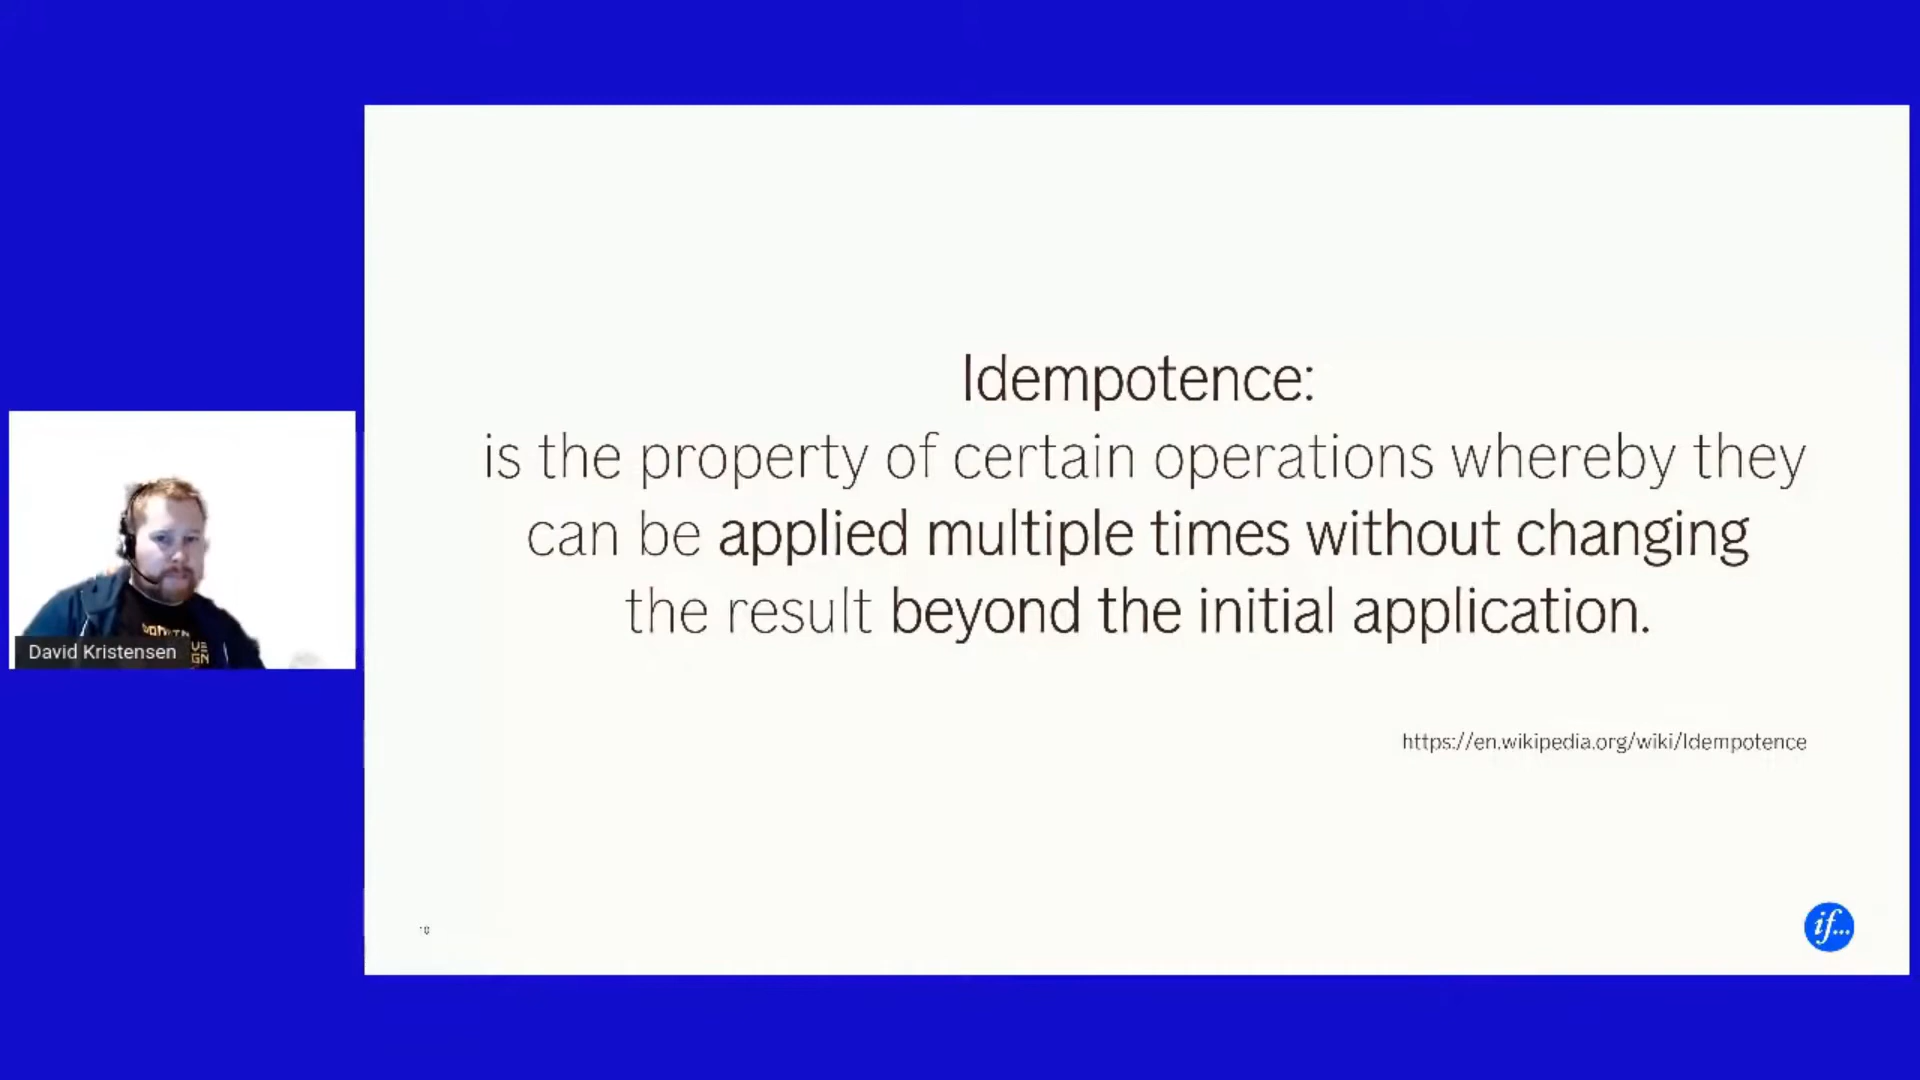 Idempotence:
is the property of certain operations whereby they
can be applied multiple times without changing
the result beyond the initial application.
https://en.wikipedia.org/wiki/Idempotence
David Kristensen
10
if...